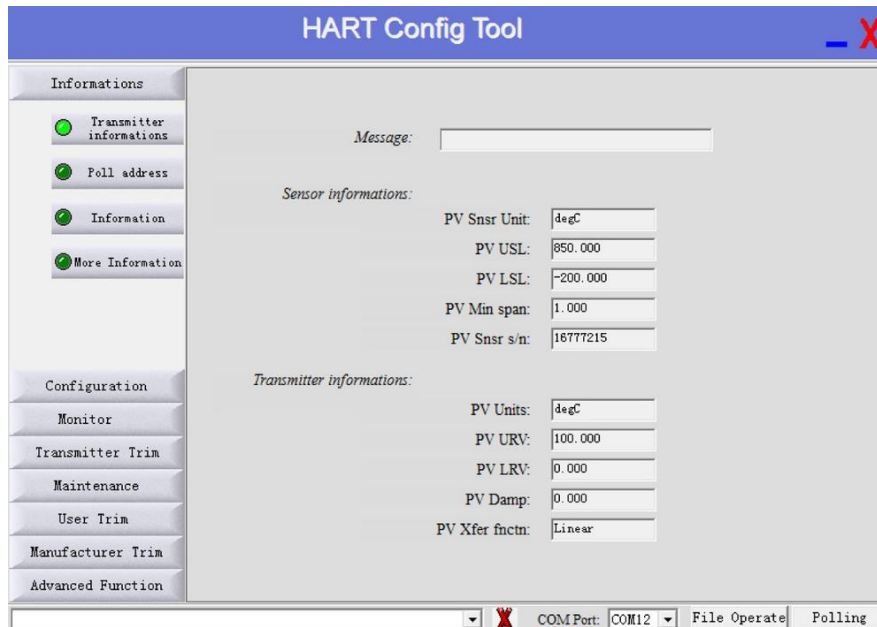 HART Config Tool
Informations
Transmitter
informations
Poll address
Information
More Information
Configuration
Monitor
Transmitter Trim
Maintenance
User Trim
Manufacturer Trim
Advanced Function
Message:
Sensor informations:
PV Snsr Unit: degC
PV USL: 850.000
PV LSL: -200.000
PV Min span: 1.000
PV Snsr s/n: 16777215
Transmitter informations:
PV Units: degC
PV URV: 100.000
PV LRV: 0.000
PV Damp: 0.000
PV Xfer fnctn: Linear
COM Port: COM12 File Operate Polling